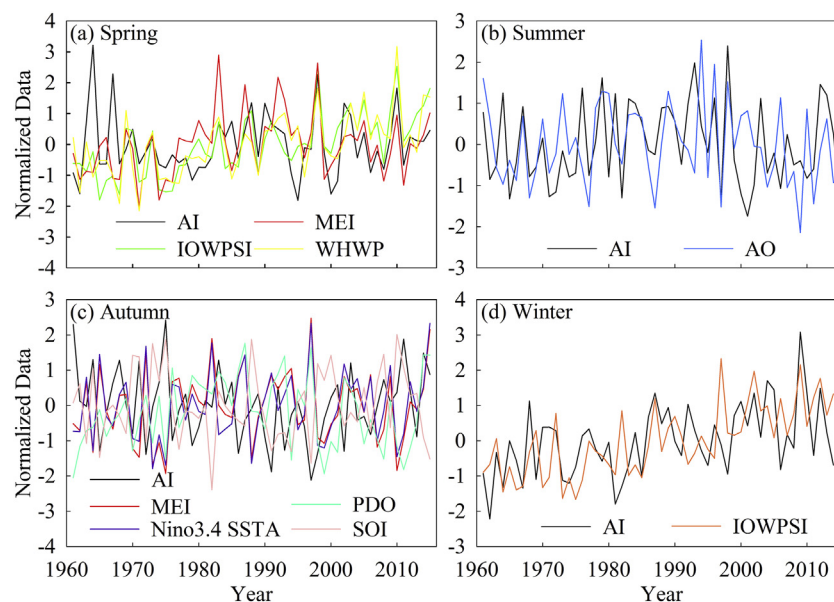 (a) Spring
Normalized Data
4
3
2
1
0
-1
-2
-3
-4
AI
MEI
IOWPSI
WHWP
(b) Summer
3
2
1
0
-1
-2
-3
AI
AO
(c) Autumn
Normalized Data
3
2
1
0
-1
-2
-3
-4
AI
MEI
PDO
Nino3.4 SSTA
SOI
1960 1970 1980 1990 2000 2010
Year
(d) Winter
4
3
2
1
0
-1
-2
-3
AI
IOWPSI
1960 1970 1980 1990 2000 2010
Year